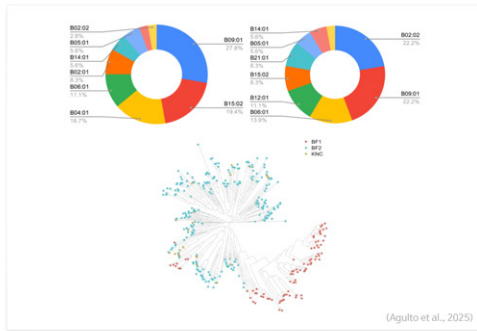 B02:02
2.8%
B05:01
5.6%
B14:01
5.6%
B02:01
8.3%
B06:01
11.1%
B04:01
16.7%
B09:01
27.8%
B15:02
19.4%
B14:01
5.6%
B05:01
5.6%
B21:01
8.3%
B15:02
8.3%
B12:01
11.1%
B06:01
13.9%
B02:02
22.2%
B09:01
22.2%
BF1
BF2
KNC
(Agulto et al., 2025)